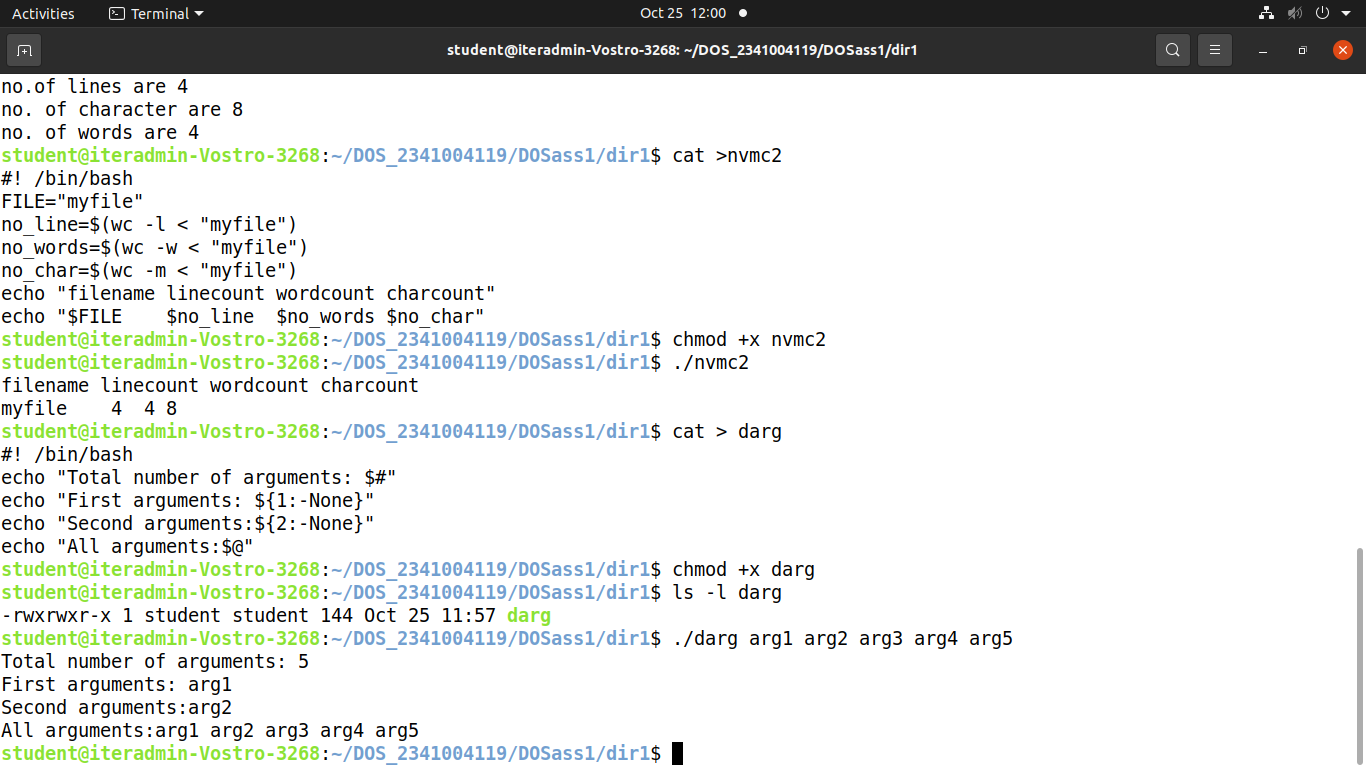 Activities Terminal Oct 25 12:00
student@iteradmin-Vostro-3268: ~/DOS_2341004119/DOSass1/dir1
no.of lines are 4
no. of character are 8
no. of words are 4
student@iteradmin-Vostro-3268:~/DOS_2341004119/DOSass1/dir1$ cat >nvmc2
#! /bin/bash
FILE="myfile"
no_line=$(wc -l < "myfile")
no_words=$(wc -w < "myfile")
no_char=$(wc -m < "myfile")
echo "filename linecount wordcount charcount"
echo "$FILE    $no_line  $no_words $no_char"
student@iteradmin-Vostro-3268:~/DOS_2341004119/DOSass1/dir1$ chmod +x nvmc2
student@iteradmin-Vostro-3268:~/DOS_2341004119/DOSass1/dir1$ ./nvmc2
filename linecount wordcount charcount
myfile    4  4 8
student@iteradmin-Vostro-3268:~/DOS_2341004119/DOSass1/dir1$ cat > darg
#! /bin/bash
echo "Total number of arguments: $#"
echo "First arguments: ${1:-None}"
echo "Second arguments:${2:-None}"
echo "All arguments:$@"
student@iteradmin-Vostro-3268:~/DOS_2341004119/DOSass1/dir1$ chmod +x darg
student@iteradmin-Vostro-3268:~/DOS_2341004119/DOSass1/dir1$ ls -l darg
-rwxrwxr-x 1 student student 144 Oct 25 11:57 darg
student@iteradmin-Vostro-3268:~/DOS_2341004119/DOSass1/dir1$ ./darg arg1 arg2 arg3 arg4 arg5
Total number of arguments: 5
First arguments: arg1
Second arguments:arg2
All arguments:arg1 arg2 arg3 arg4 arg5
student@iteradmin-Vostro-3268:~/DOS_2341004119/DOSass1/dir1$